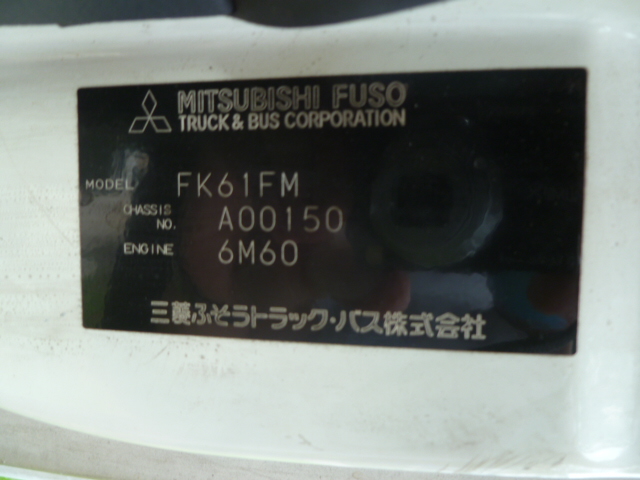 MITSUBISHI FUSO
TRUCK & BUS CORPORATION
MODEL FK61FM
CHASSIS NO. A00150
ENGINE 6M60
三菱ふそうトラック・バス株式会社